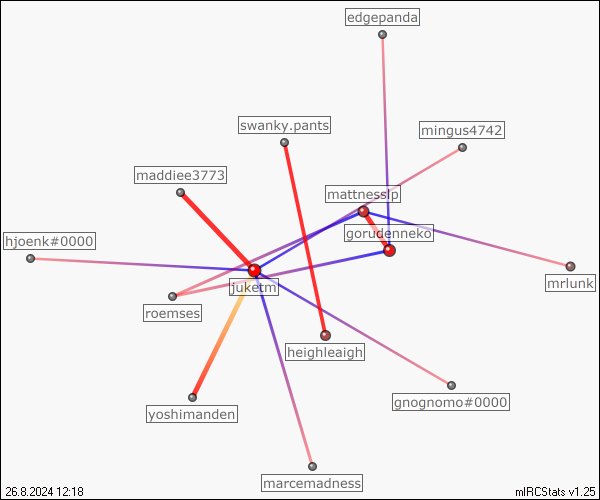 edgepanda
swanky.pants
mingus4742
maddiee3773
mattnesslp
gorudenneko
hjoenk#0000
mrlunk
juketm
roemses
heighleaigh
gnognomo#0000
yoshimanden
marcemadness
26.8.2024 12:18
mIRCStats v1.25